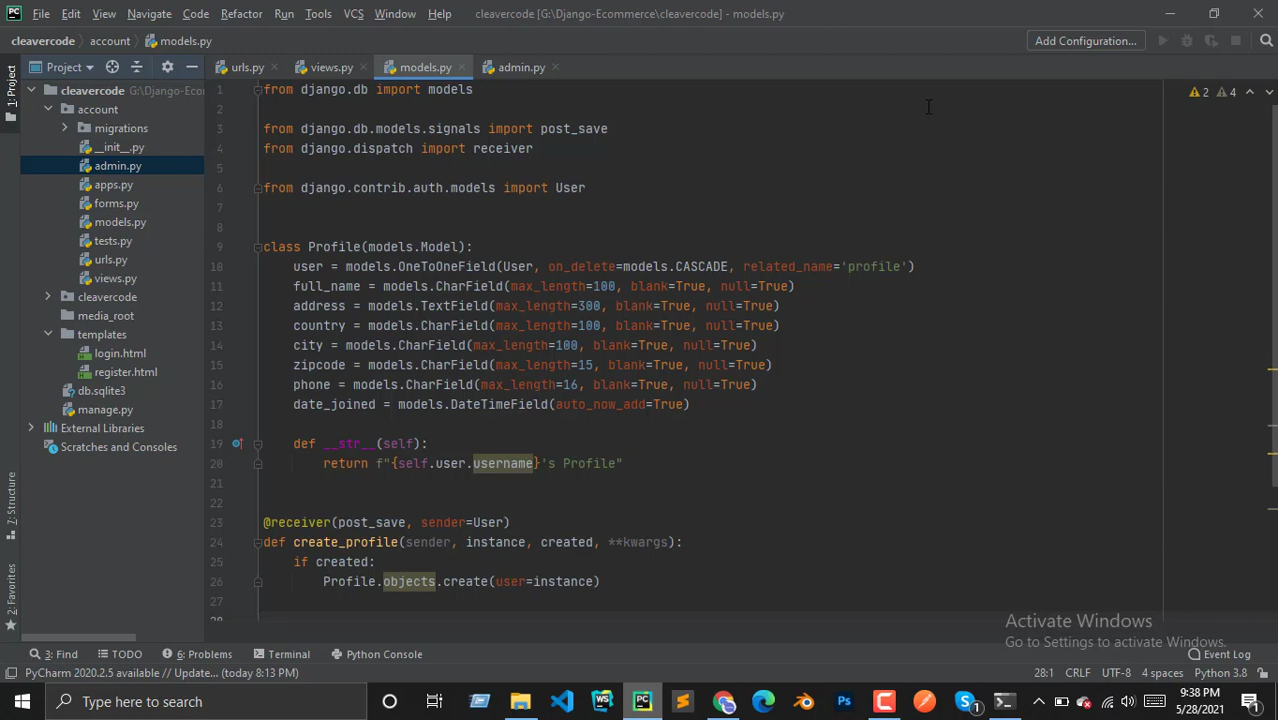 PC File Edit View Navigate Code Refactor Run Tools VCS Window Help cleavercode [G:\Django-Ecommerce\cleavercode] - models.py
cleavercode account models.py Add Configuration...
Project urls.py views.py models.py admin.py
1: Project
cleavercode G:\Django-Ecom
account
migrations
__init__.py
admin.py
apps.py
forms.py
models.py
tests.py
urls.py
views.py
cleavercode
media_root
templates
login.html
register.html
db.sqlite3
manage.py
External Libraries
Scratches and Consoles
7: Structure
2: Favorites
2 4
1 from django.db import models
2
3 from django.db.models.signals import post_save
4 from django.dispatch import receiver
5
6 from django.contrib.auth.models import User
7
8
9 class Profile(models.Model):
10 user = models.OneToOneField(User, on_delete=models.CASCADE, related_name='profile')
11 full_name = models.CharField(max_length=100, blank=True, null=True)
12 address = models.TextField(max_length=300, blank=True, null=True)
13 country = models.CharField(max_length=100, blank=True, null=True)
14 city = models.CharField(max_length=100, blank=True, null=True)
15 zipcode = models.CharField(max_length=15, blank=True, null=True)
16 phone = models.CharField(max_length=16, blank=True, null=True)
17 date_joined = models.DateTimeField(auto_now_add=True)
18
19 def __str__(self):
20 return f"{self.user.username}'s Profile"
21
22
23 @receiver(post_save, sender=User)
24 def create_profile(sender, instance, created, **kwargs):
25 if created:
26 Profile.objects.create(user=instance)
27
28
Activate Windows
Go to Settings to activate Windows.
3: Find TODO 6: Problems Terminal Python Console Event Log
PyCharm 2020.2.5 available // Update... (today 8:13 PM) 28:1 CRLF UTF-8 4 spaces Python 3.8
Type here to search
WS PC Ps 1
9:38 PM
5/28/2021
1